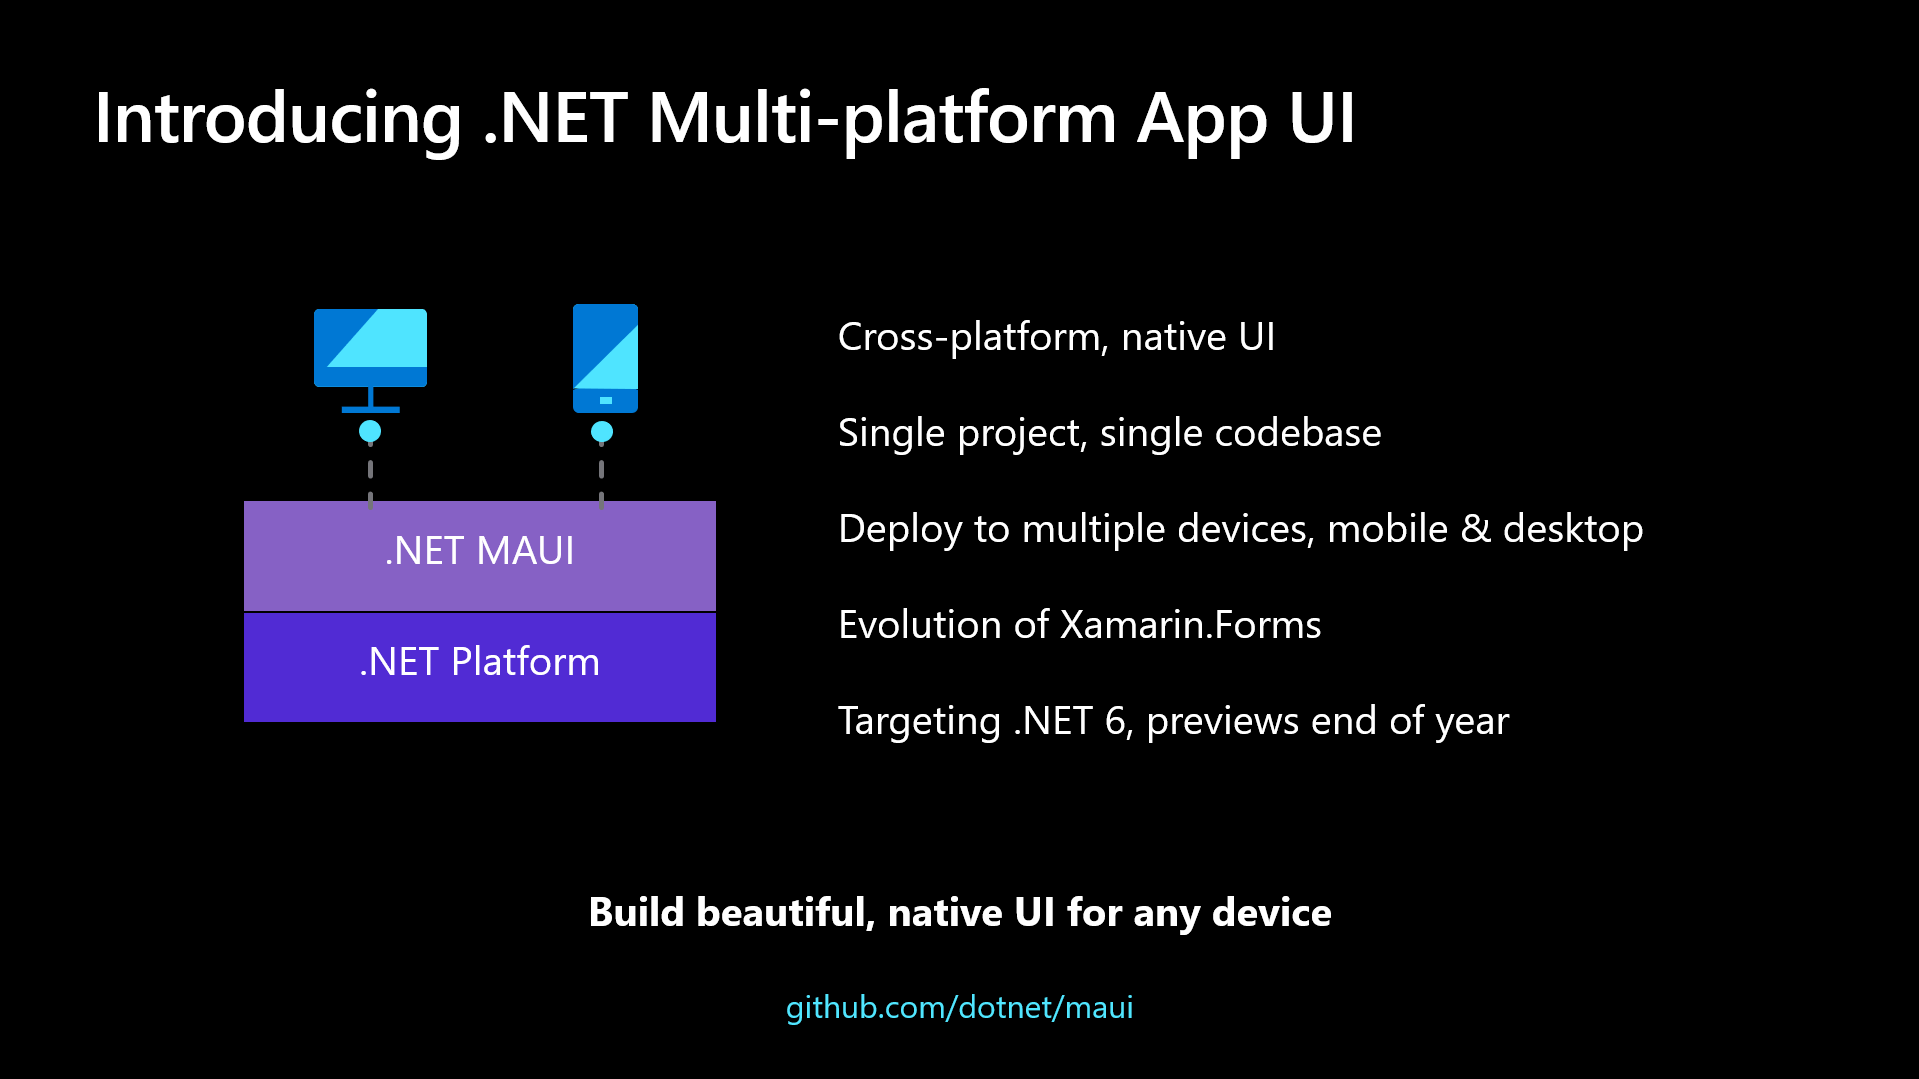 Introducing .NET Multi-platform App UI
.NET MAUI
.NET Platform
Cross-platform, native UI
Single project, single codebase
Deploy to multiple devices, mobile & desktop
Evolution of Xamarin.Forms
Targeting .NET 6, previews end of year
Build beautiful, native UI for any device
github.com/dotnet/maui